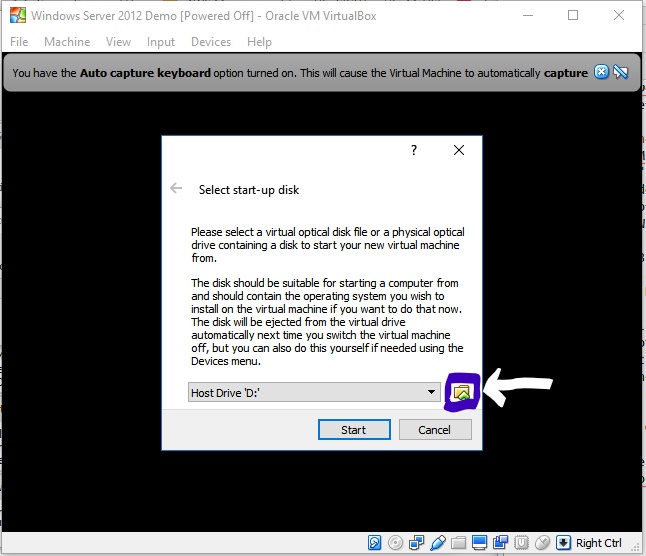 Windows Server 2012 Demo [Powered Off] - Oracle VM VirtualBox
File Machine View Input Devices Help
You have the Auto capture keyboard option turned on. This will cause the Virtual Machine to automatically capture
?
Select start-up disk
Please select a virtual optical disk file or a physical optical
drive containing a disk to start your new virtual machine
from.
The disk should be suitable for starting a computer from
and should contain the operating system you wish to
install on the virtual machine if you want to do that now.
The disk will be ejected from the virtual drive
automatically next time you switch the virtual machine
off, but you can also do this yourself if needed using the
Devices menu.
Host Drive 'D:'
Start Cancel
Right Ctrl